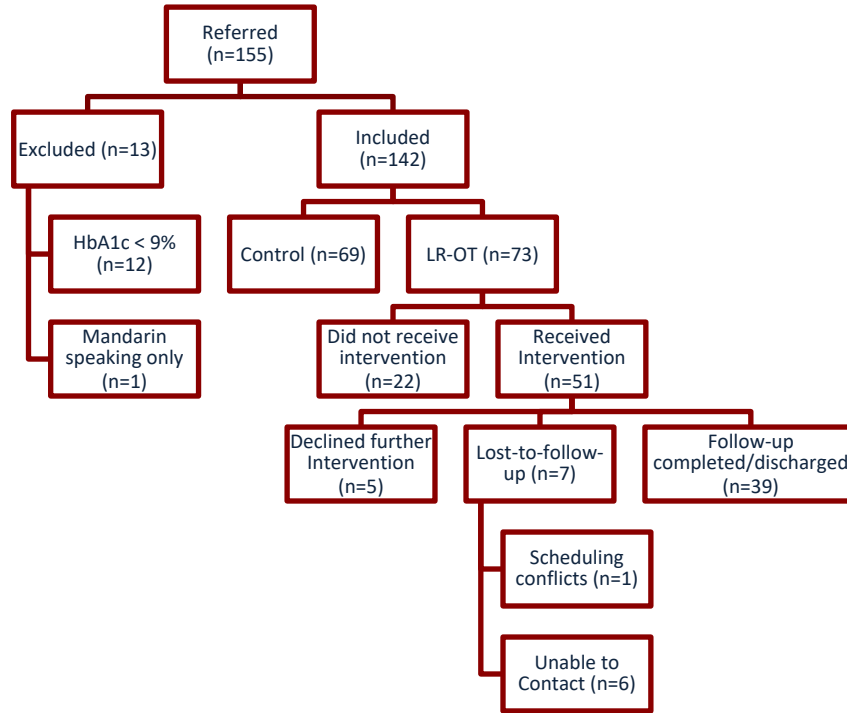 Referred
(n=155)
Excluded (n=13)
Included
(n=142)
HbA1c < 9%
(n=12)
Control (n=69)
LR-OT (n=73)
Mandarin
speaking only
(n=1)
Did not receive
intervention
(n=22)
Received
Intervention
(n=51)
Declined further
Intervention
(n=5)
Lost-to-follow-
up (n=7)
Follow-up
completed/discharged
(n=39)
Scheduling
conflicts (n=1)
Unable to
Contact (n=6)